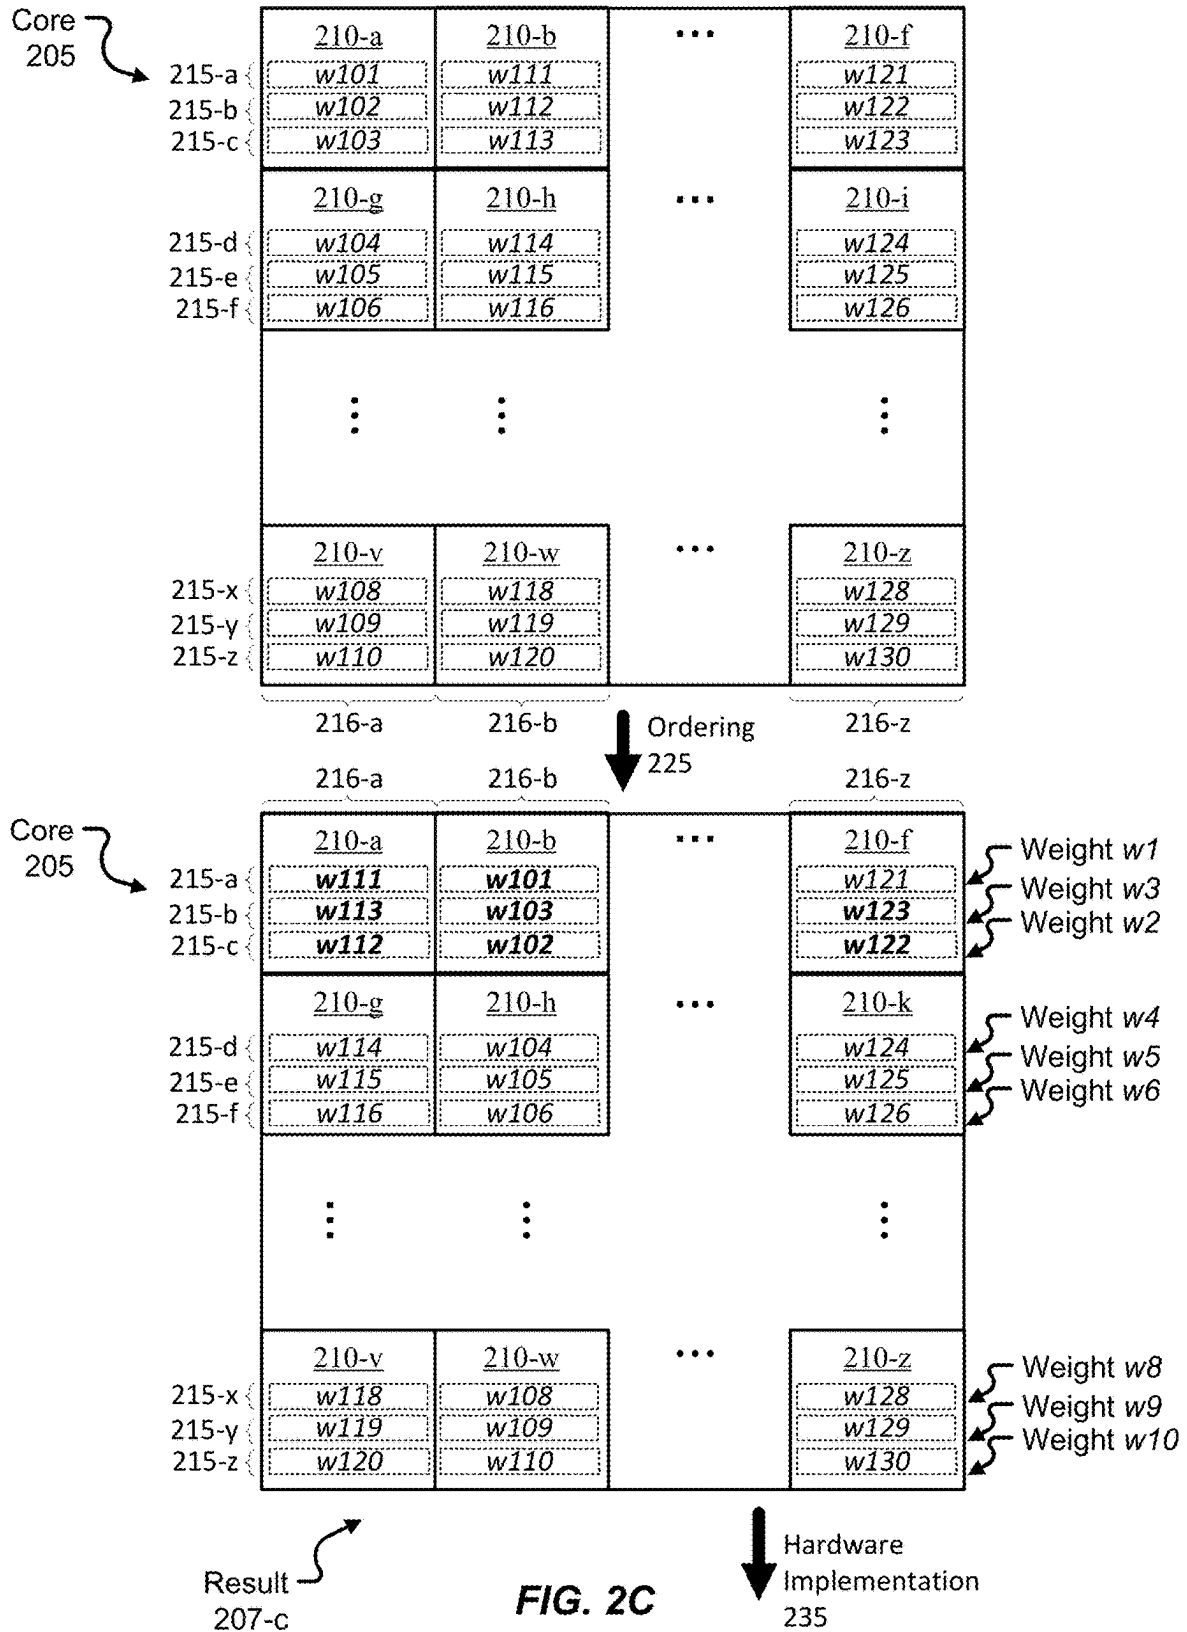 Core
205
210-a 210-b ... 210-f
215-a w101 w111 w121
215-b w102 w112 w122
215-c w103 w113 w123
210-g 210-h ... 210-i
215-d w104 w114 w124
215-e w105 w115 w125
215-f w106 w116 w126
210-v 210-w ... 210-z
215-x w108 w118 w128
215-y w109 w119 w129
215-z w110 w120 w130
216-a 216-b 216-z
Ordering
225
216-a 216-b 216-z
Core
205
210-a 210-b ... 210-f
215-a w111 w101 w121 Weight w1
215-b w113 w103 w123 Weight w3
215-c w112 w102 w122 Weight w2
210-g 210-h ... 210-k
215-d w114 w104 w124 Weight w4
215-e w115 w105 w125 Weight w5
215-f w116 w106 w126 Weight w6
210-v 210-w ... 210-z
215-x w118 w108 w128 Weight w8
215-y w119 w109 w129 Weight w9
215-z w120 w110 w130 Weight w10
Result
207-c
FIG. 2C
Hardware
Implementation
235